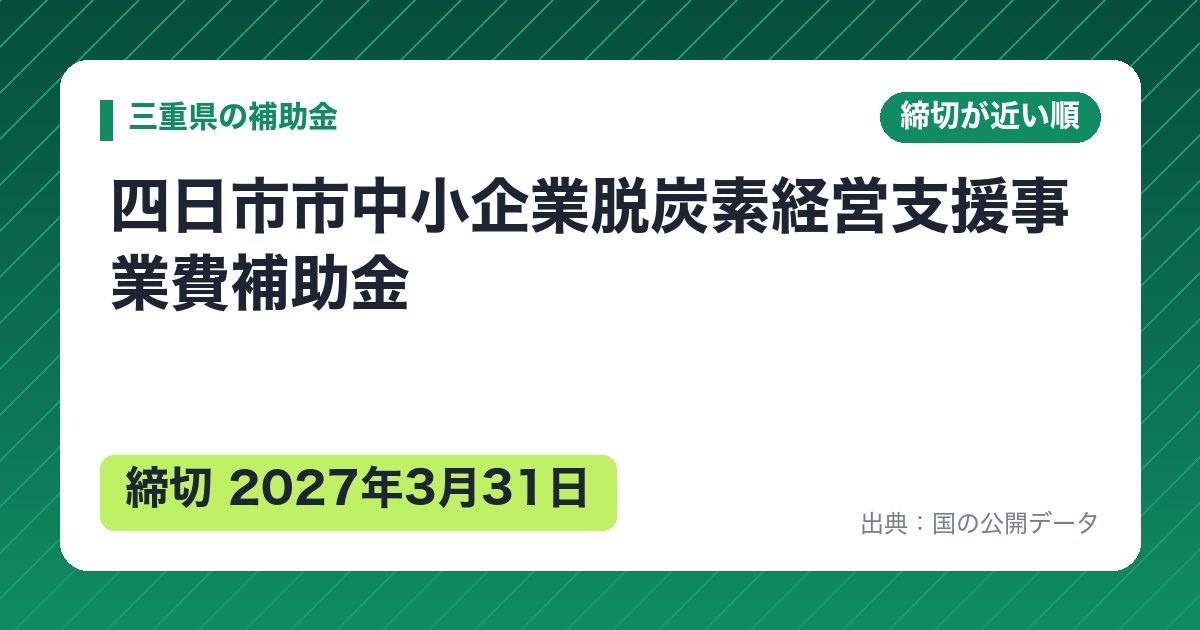 三重県の補助金
締切が近い順
四日市市中小企業脱炭素経営支援事
業費補助金
締切 2027年3月31日
出典：国の公開データ